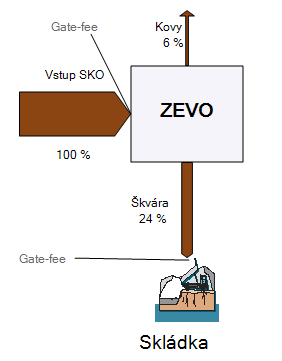 Gate-fee
Kovy
6 %
Vstup SKO
ZEVO
100 %
Škvára
24 %
Gate-fee
Skládka